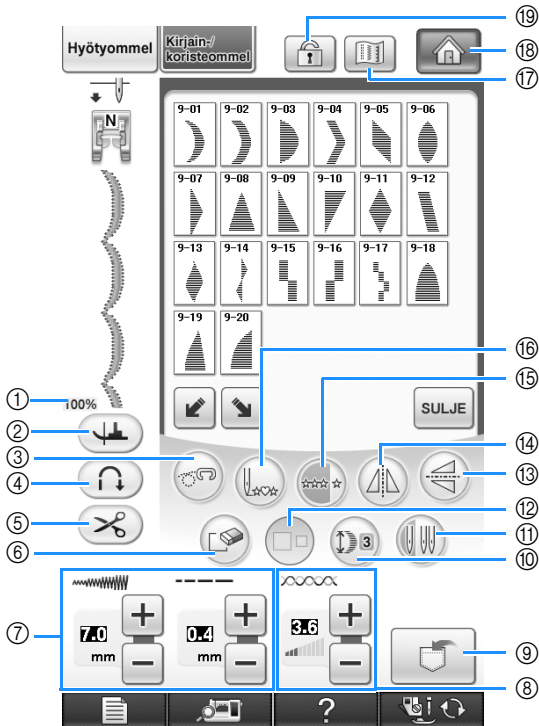 ⑲
Hyötyommel
Kirjain-/
koristeommel
⑱
⑰
N
9-01 9-02 9-03 9-04 9-05 9-06
9-07 9-08 9-09 9-10 9-11 9-12
9-13 9-14 9-15 9-16 9-17 9-18
9-19 9-20
⑯
①
100%
⑮
SULJE
②
⑭
③
④
⑬
⑤
⑫
3
⑥
⑪
⑩
⑦
7.0
mm
0.4
mm
3.6
⑨
⑧
?